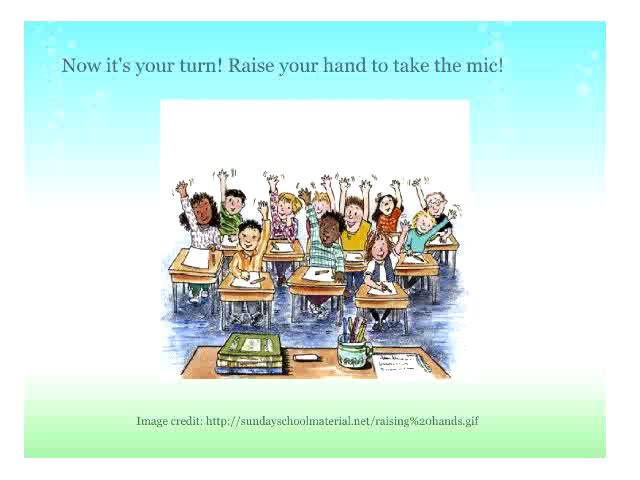 Now it's your turn! Raise your hand to take the mic!
Image credit: http://sundayschoolmaterial.net/raising%20hands.gif